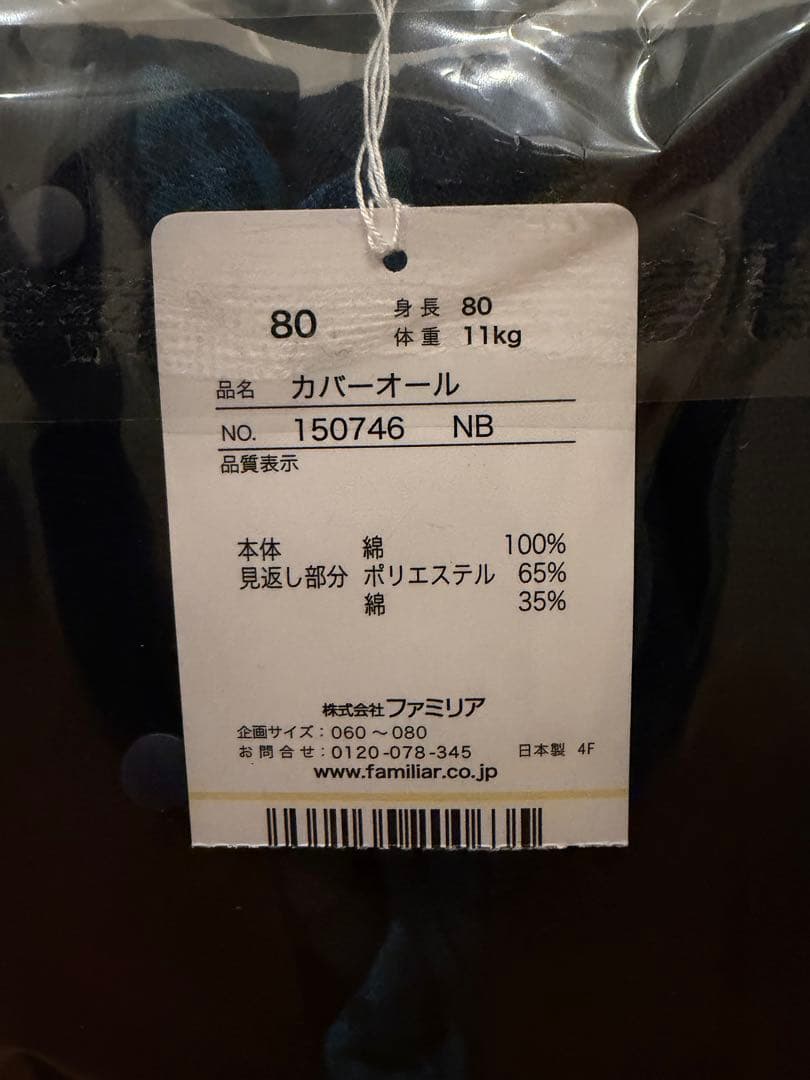 80
身長 80
体重 11kg
品名 カバーオール
NO. 150746 NB
品質表示
本体 綿 100%
見返し部分 ポリエステル 65%
綿 35%
株式会社ファミリア
企画サイズ：060〜080
お問合せ：0120-078-345 日本製 4F
www.familiar.co.jp